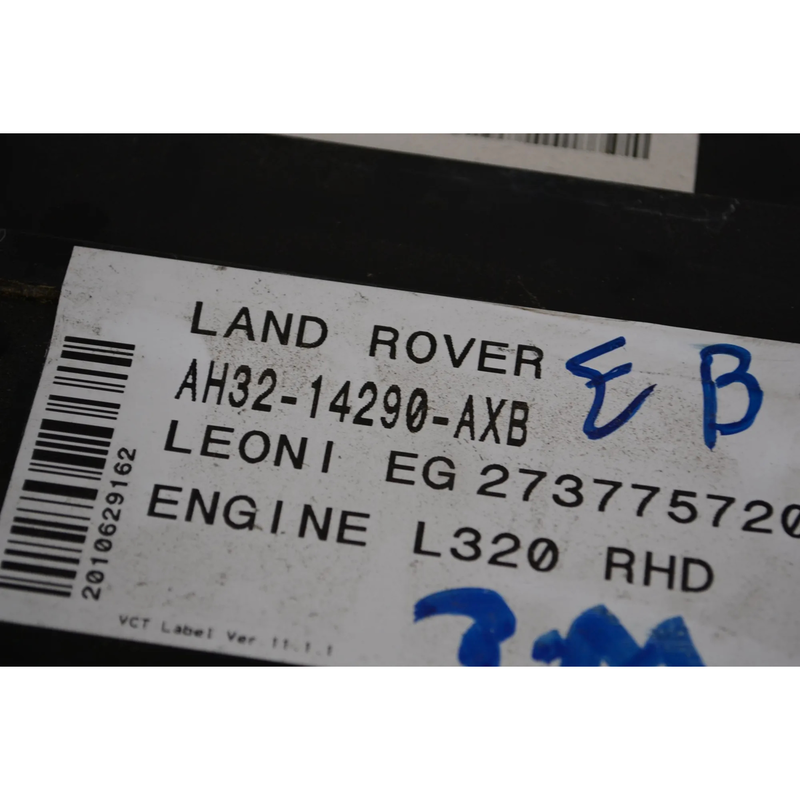 LAND ROVER
EB
AH32-14290-AXB
LEONI EG 273775720
ENGINE L320 RHD
2010629162
VCT Label Ver.11.1.1